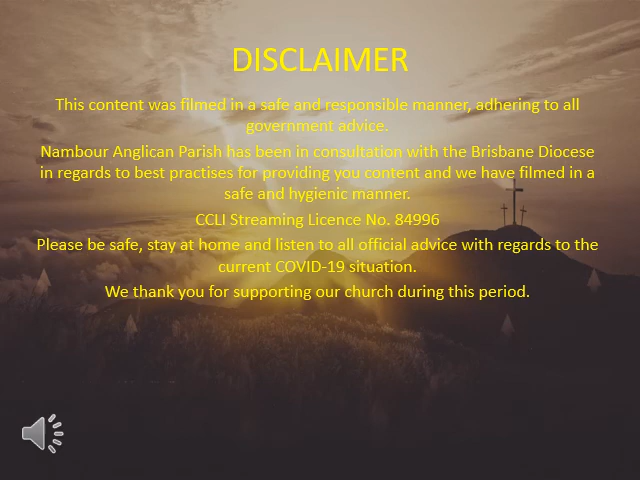 DISCLAIMER
This content was filmed in a safe and responsible manner, adhering to all
government advice.
Nambour Anglican Parish has been in consultation with the Brisbane Diocese
in regards to best practises for providing you content and we have filmed in a
safe and hygienic manner.
CCLI Streaming Licence No. 84996
Please be safe, stay at home and listen to all official advice with regards to the
current COVID-19 situation.
We thank you for supporting our church during this period.